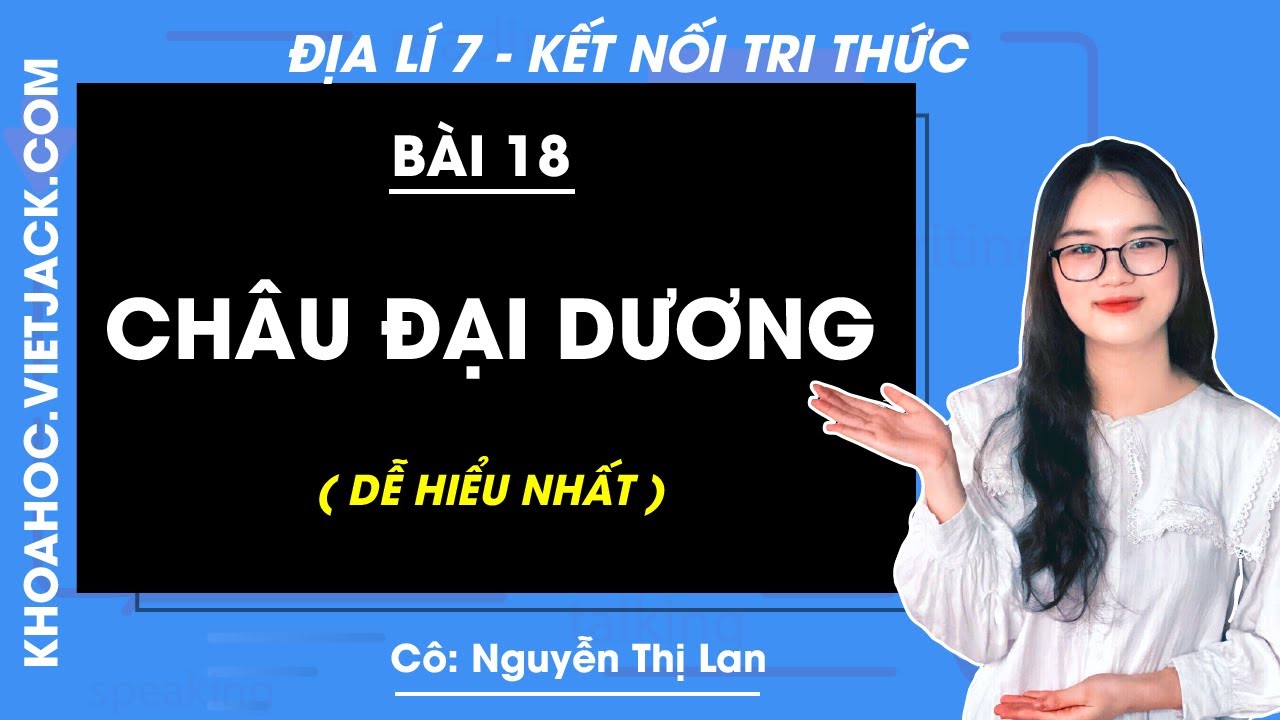 ĐỊA LÍ 7 - KẾT NỐI TRI THỨC
KHOAHOC.VIETJACK.COM
BÀI 18
CHÂU ĐẠI DƯƠNG
( DỄ HIỂU NHẤT )
Cô: Nguyễn Thị Lan
talking
speaking